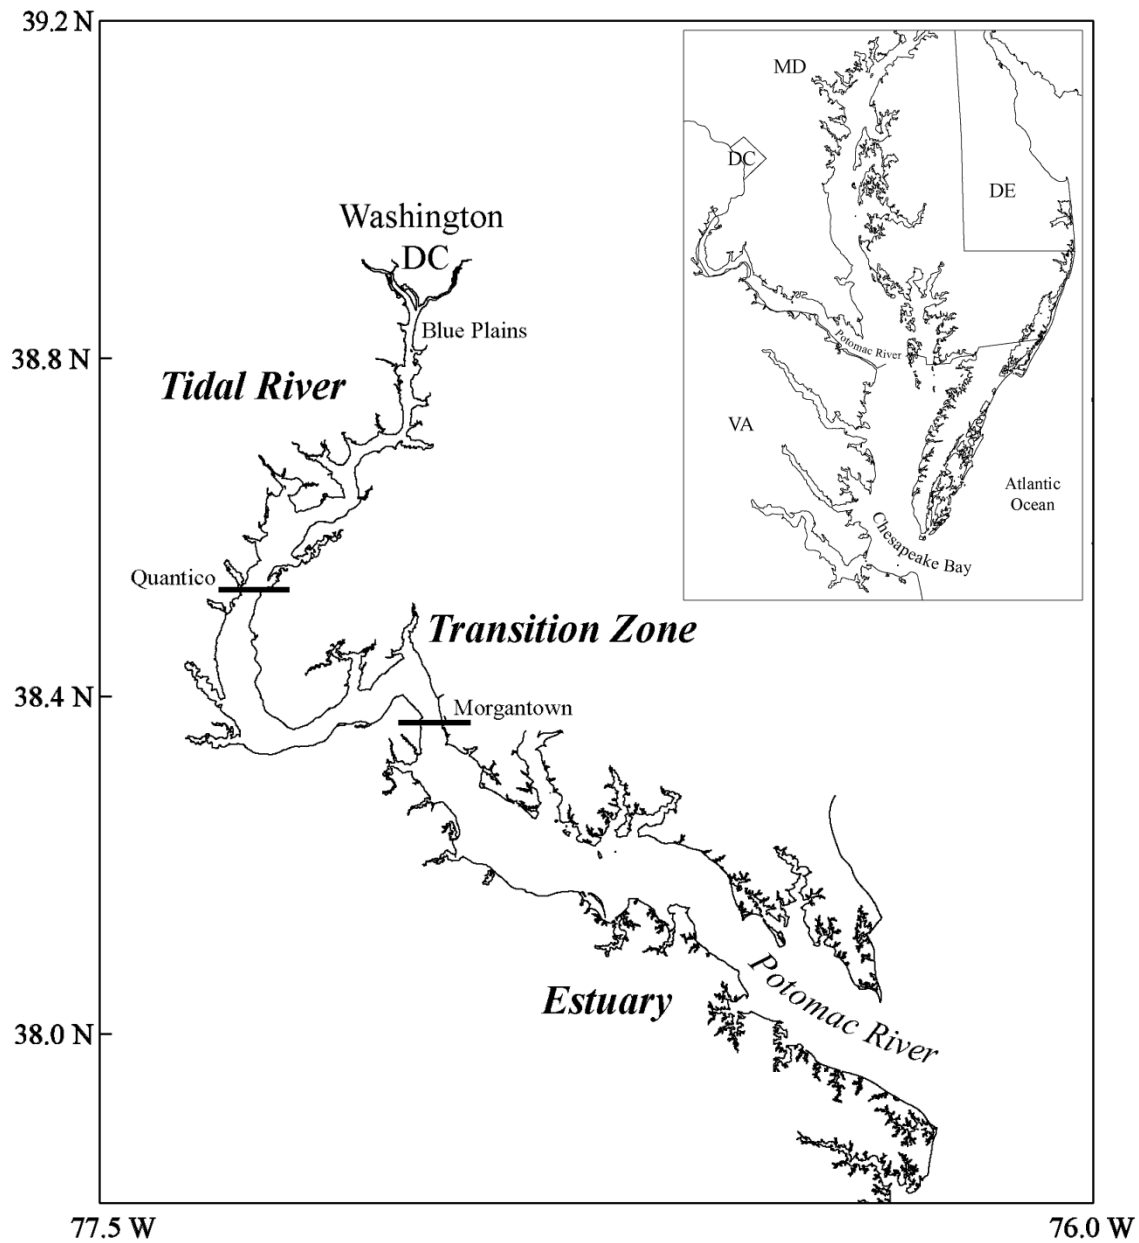 39.2 N
MD
DC
DE
Washington
DC
Blue Plains
38.8 N
Tidal River
Potomac River
VA
Atlantic
Ocean
Chesapeake Bay
Quantico
Transition Zone
38.4 N
Morgantown
Estuary
Potomac River
38.0 N
77.5 W
76.0 W